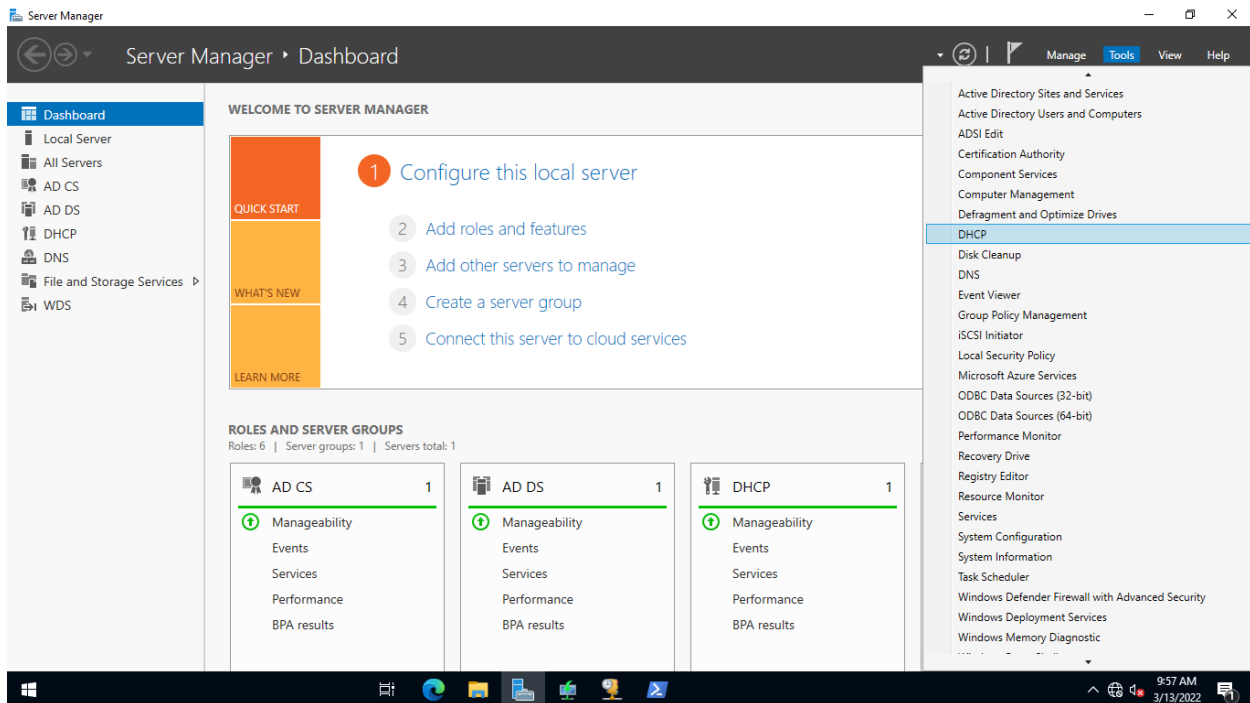 Server Manager
Server Manager ‣ Dashboard
Manage Tools View Help
Dashboard
Local Server
All Servers
AD CS
AD DS
DHCP
DNS
File and Storage Services
WDS
WELCOME TO SERVER MANAGER
QUICK START
WHAT'S NEW
LEARN MORE
1 Configure this local server
2 Add roles and features
3 Add other servers to manage
4 Create a server group
5 Connect this server to cloud services
ROLES AND SERVER GROUPS
Roles: 6 | Server groups: 1 | Servers total: 1
AD CS 1
Manageability
Events
Services
Performance
BPA results
AD DS 1
Manageability
Events
Services
Performance
BPA results
DHCP 1
Manageability
Events
Services
Performance
BPA results
Active Directory Sites and Services
Active Directory Users and Computers
ADSI Edit
Certification Authority
Component Services
Computer Management
Defragment and Optimize Drives
DHCP
Disk Cleanup
DNS
Event Viewer
Group Policy Management
iSCSI Initiator
Local Security Policy
Microsoft Azure Services
ODBC Data Sources (32-bit)
ODBC Data Sources (64-bit)
Performance Monitor
Recovery Drive
Registry Editor
Resource Monitor
Services
System Configuration
System Information
Task Scheduler
Windows Defender Firewall with Advanced Security
Windows Deployment Services
Windows Memory Diagnostic
9:57 AM
3/13/2022
1